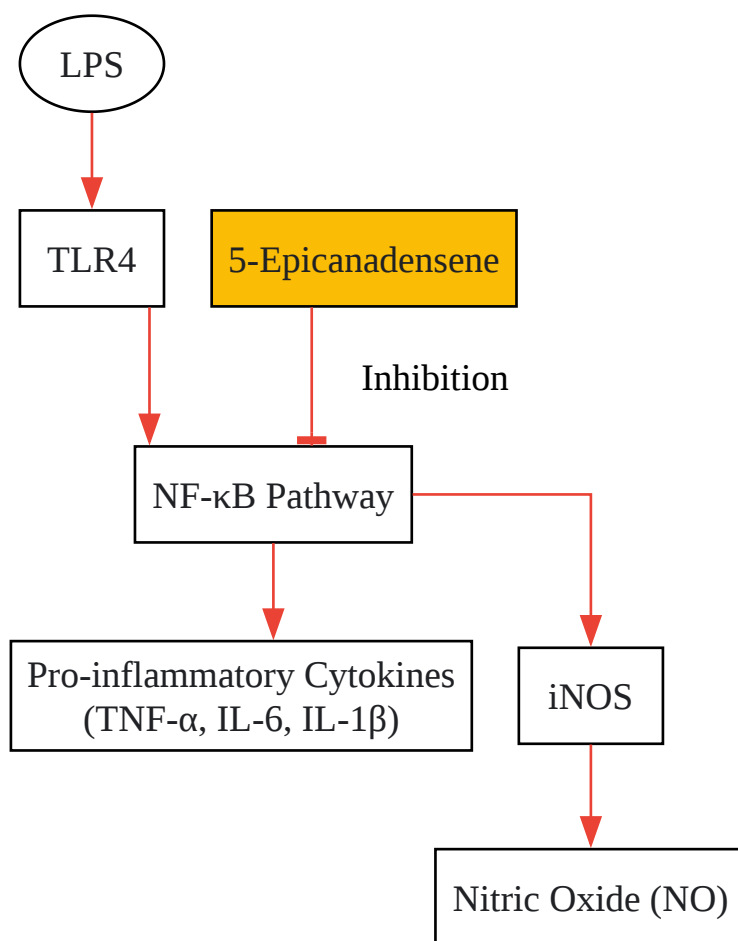 LPS
TLR4
5-Epicanadensene
Inhibition
NF-κB Pathway
Pro-inflammatory Cytokines
(TNF-α, IL-6, IL-1β)
iNOS
Nitric Oxide (NO)